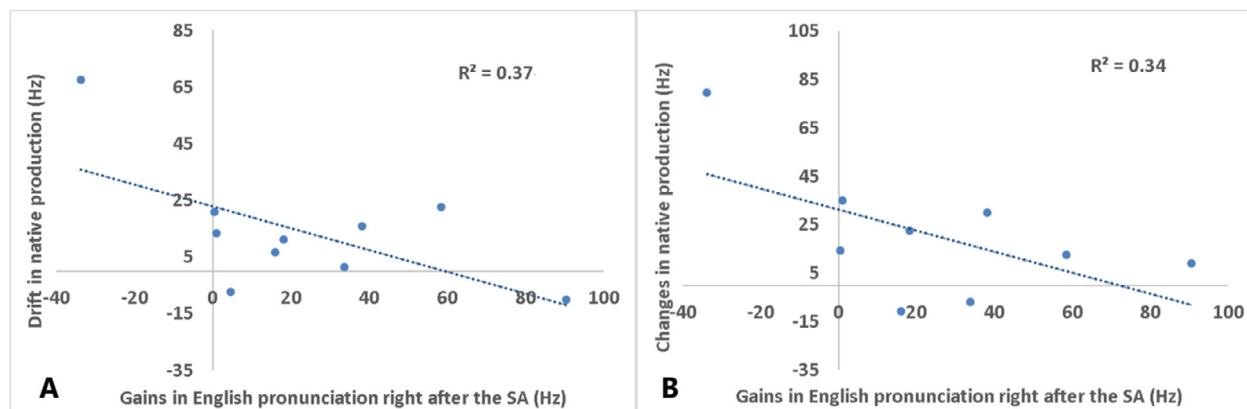 85
65
45
25
5
-15
-35
-40 -20 0 20 40 60 80 100
Drift in native production (Hz)
R² = 0.37
A
Gains in English pronunciation right after the SA (Hz)
105
85
65
45
25
5
-15
-35
-40 -20 0 20 40 60 80 100
Changes in native production (Hz)
R² = 0.34
B
Gains in English pronunciation right after the SA (Hz)